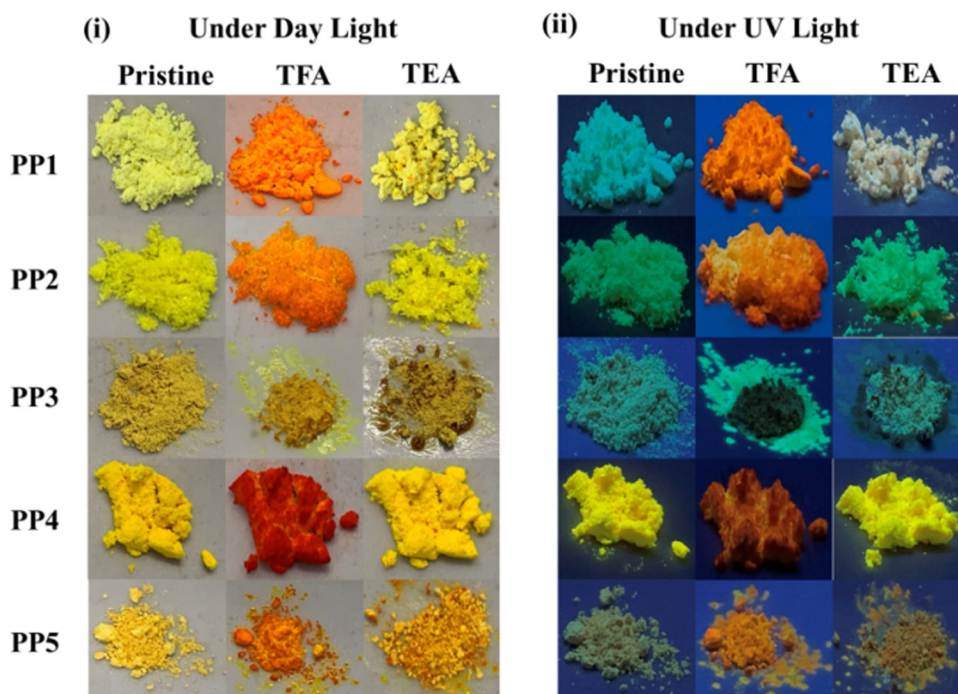 (i) Under Day Light
Pristine TFA TEA
(ii) Under UV Light
Pristine TFA TEA
PP1
PP2
PP3
PP4
PP5